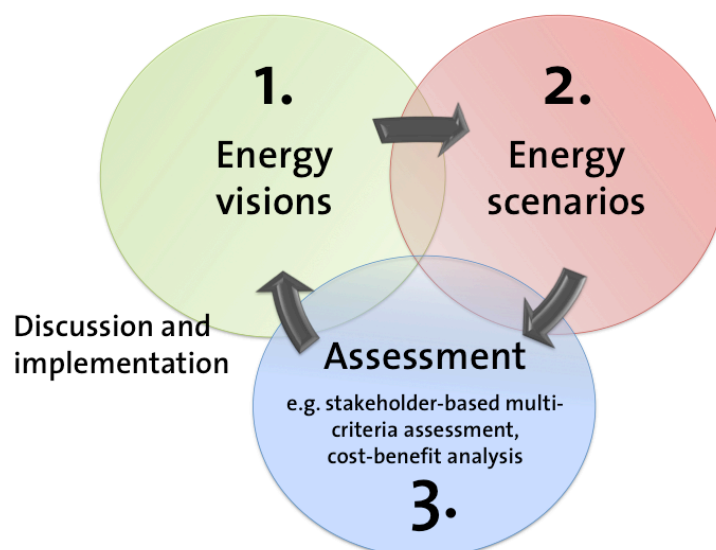 1.
Energy
visions
2.
Energy
scenarios
Discussion and
implementation
Assessment
e.g. stakeholder-based multi-
criteria assessment,
cost-benefit analysis
3.